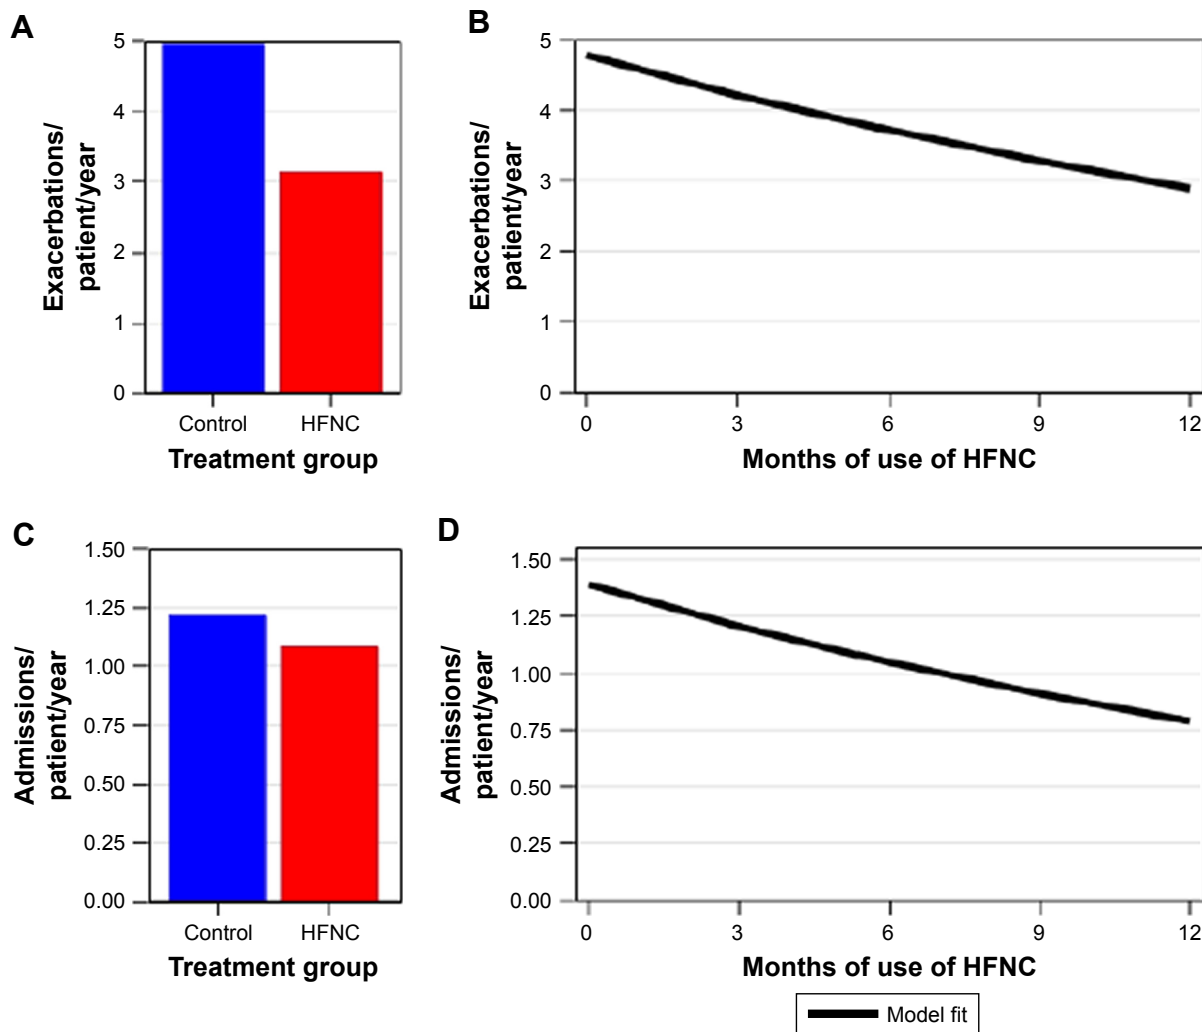 A
Exacerbations/
patient/year
5
4
3
2
1
0
Control HFNC
Treatment group
B
Exacerbations/
patient/year
5
4
3
2
1
0
0 3 6 9 12
Months of use of HFNC
C
Admissions/
patient/year
1.50
1.25
1.00
0.75
0.50
0.25
0.00
Control HFNC
Treatment group
D
Admissions/
patient/year
1.50
1.25
1.00
0.75
0.50
0.25
0.00
0 3 6 9 12
Months of use of HFNC
Model fit